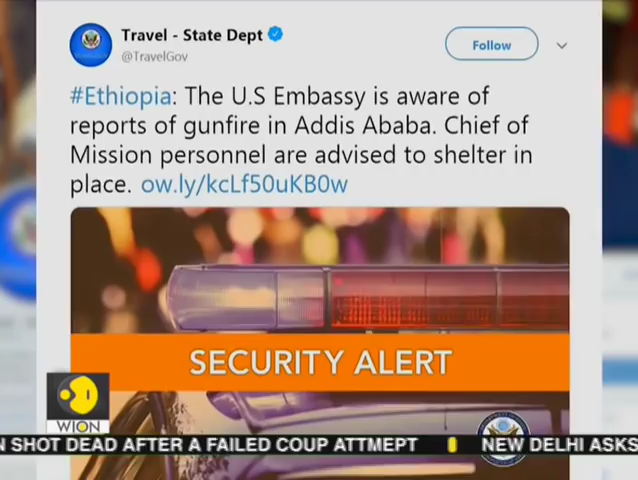 Travel - State Dept
@TravelGov
Follow
#Ethiopia: The U.S Embassy is aware of
reports of gunfire in Addis Ababa. Chief of
Mission personnel are advised to shelter in
place. ow.ly/kcLf50uKB0w
SECURITY ALERT
WION
N SHOT DEAD AFTER A FAILED COUP ATTMEPT
NEW DELHI ASKS